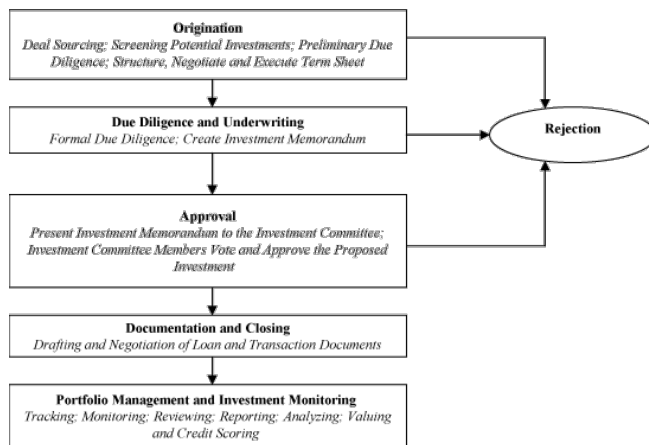 Origination
Deal Sourcing; Screening Potential Investments; Preliminary Due
Diligence; Structure, Negotiate and Execute Term Sheet
Due Diligence and Underwriting
Formal Due Diligence; Create Investment Memorandum
Rejection
Approval
Present Investment Memorandum to the Investment Committee;
Investment Committee Members Vote and Approve the Proposed
Investment
Documentation and Closing
Drafting and Negotiation of Loan and Transaction Documents
Portfolio Management and Investment Monitoring
Tracking; Monitoring; Reviewing; Reporting; Analyzing; Valuing
and Credit Scoring